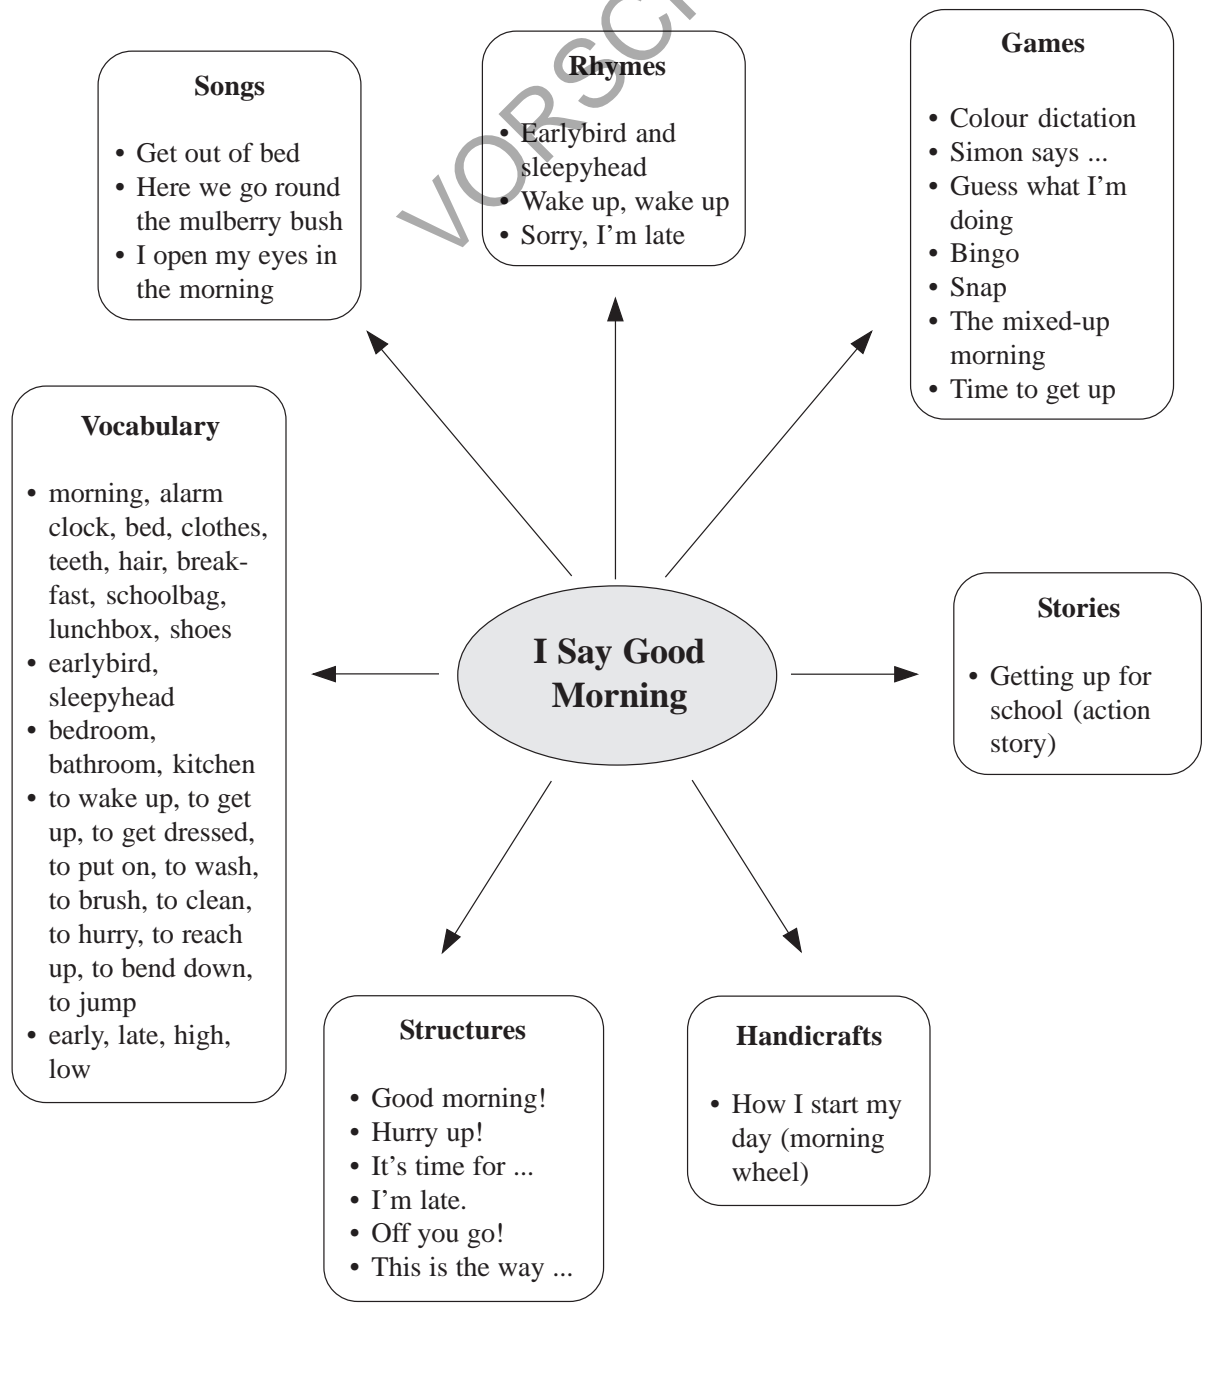 Songs
• Get out of bed
• Here we go round
the mulberry bush
• I open my eyes in
the morning
Rhymes
• Earlybird and
sleepyhead
• Wake up, wake up
• Sorry, I'm late
Games
• Colour dictation
• Simon says ...
• Guess what I'm
doing
• Bingo
• Snap
• The mixed-up
morning
• Time to get up
Vocabulary
• morning, alarm
clock, bed, clothes,
teeth, hair, break-
fast, schoolbag,
lunchbox, shoes
• earlybird,
sleepyhead
• bedroom,
bathroom, kitchen
• to wake up, to get
up, to get dressed,
to put on, to wash,
to brush, to clean,
to hurry, to reach
up, to bend down,
to jump
• early, late, high,
low
I Say Good
Morning
Stories
• Getting up for
school (action
story)
Structures
• Good morning!
• Hurry up!
• It's time for ...
• I'm late.
• Off you go!
• This is the way ...
Handicrafts
• How I start my
day (morning
wheel)